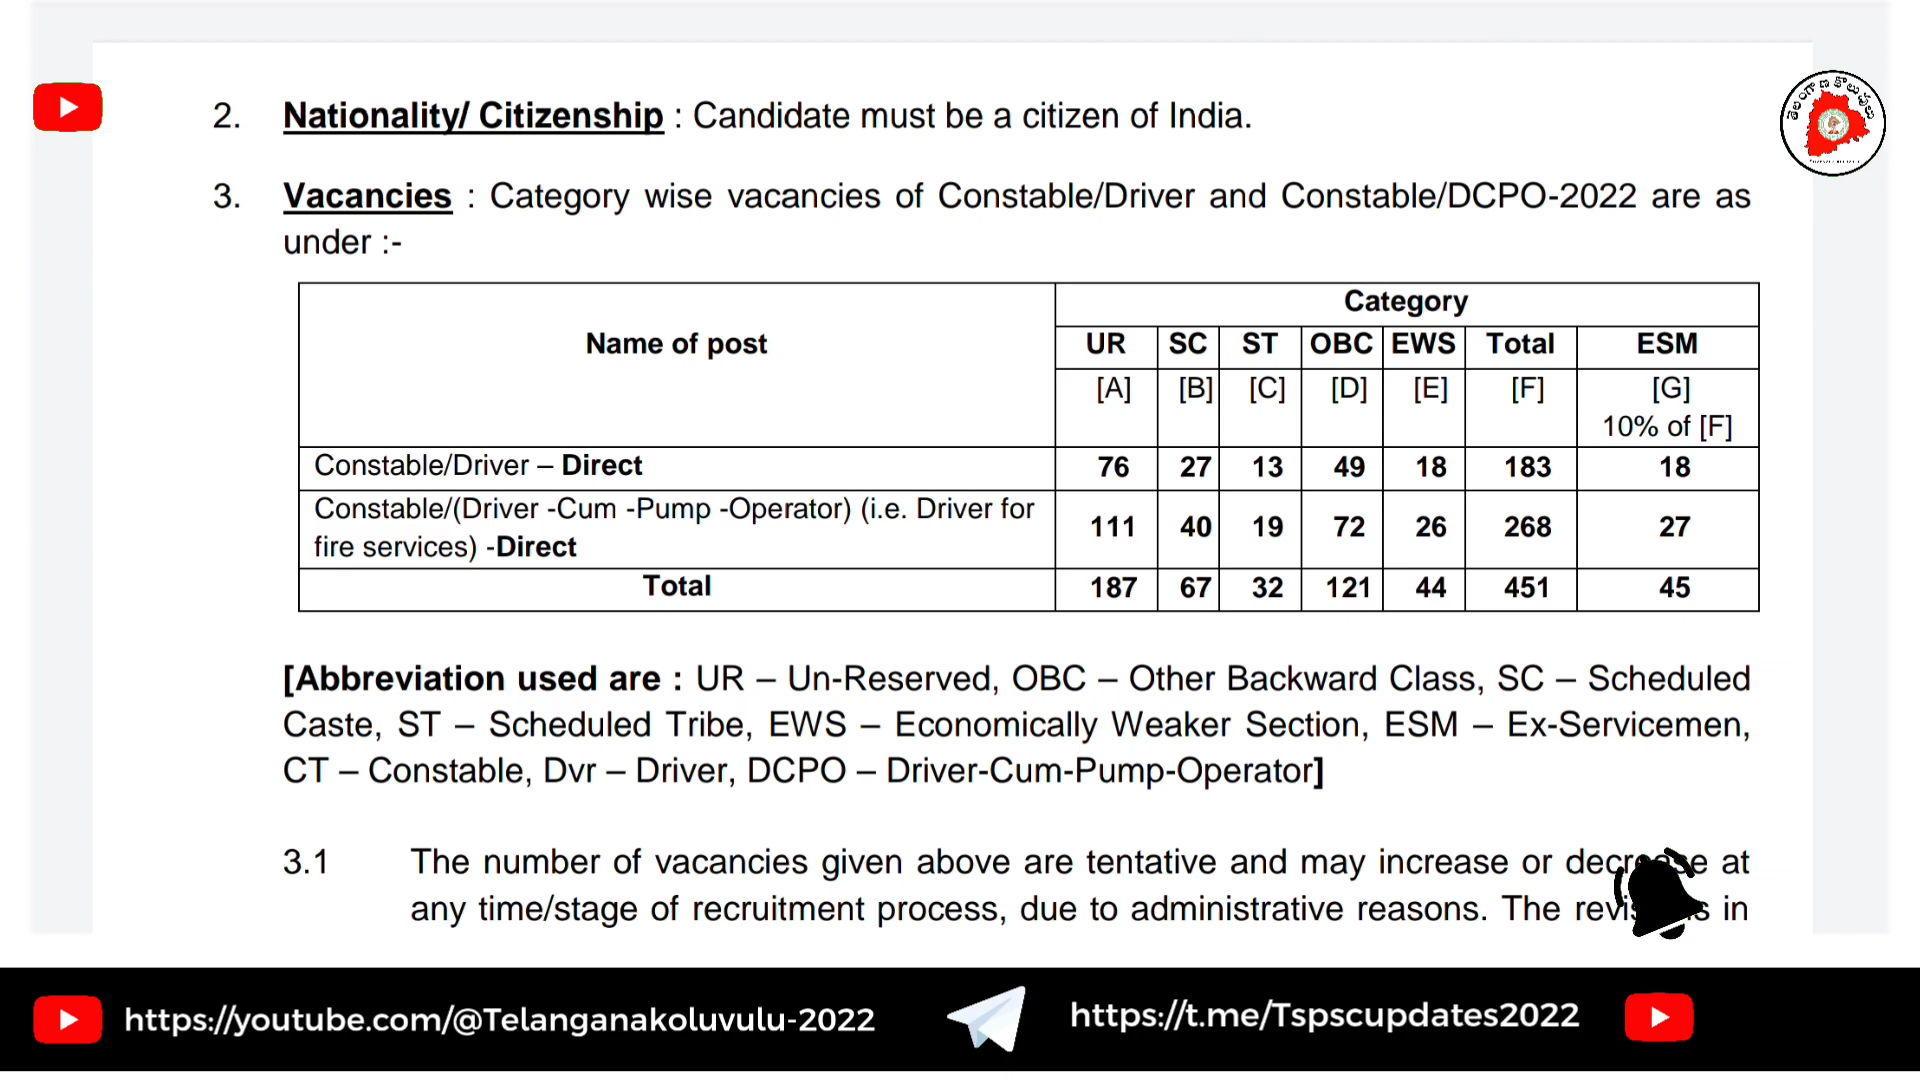 తెలంగాణ కొలువులు
2. Nationality/ Citizenship : Candidate must be a citizen of India.
3. Vacancies : Category wise vacancies of Constable/Driver and Constable/DCPO-2022 are as
under :-
Name of post Category
UR SC ST OBC EWS Total ESM
[A] [B] [C] [D] [E] [F] [G]
10% of [F]
Constable/Driver – Direct 76 27 13 49 18 183 18
Constable/(Driver -Cum -Pump -Operator) (i.e. Driver for
fire services) -Direct 111 40 19 72 26 268 27
Total 187 67 32 121 44 451 45
[Abbreviation used are : UR – Un-Reserved, OBC – Other Backward Class, SC – Scheduled
Caste, ST – Scheduled Tribe, EWS – Economically Weaker Section, ESM – Ex-Servicemen,
CT – Constable, Dvr – Driver, DCPO – Driver-Cum-Pump-Operator]
3.1 The number of vacancies given above are tentative and may increase or decrease at
any time/stage of recruitment process, due to administrative reasons. The in
https://youtube.com/@Telanganakoluvulu-2022
https://t.me/Tspscupdates2022